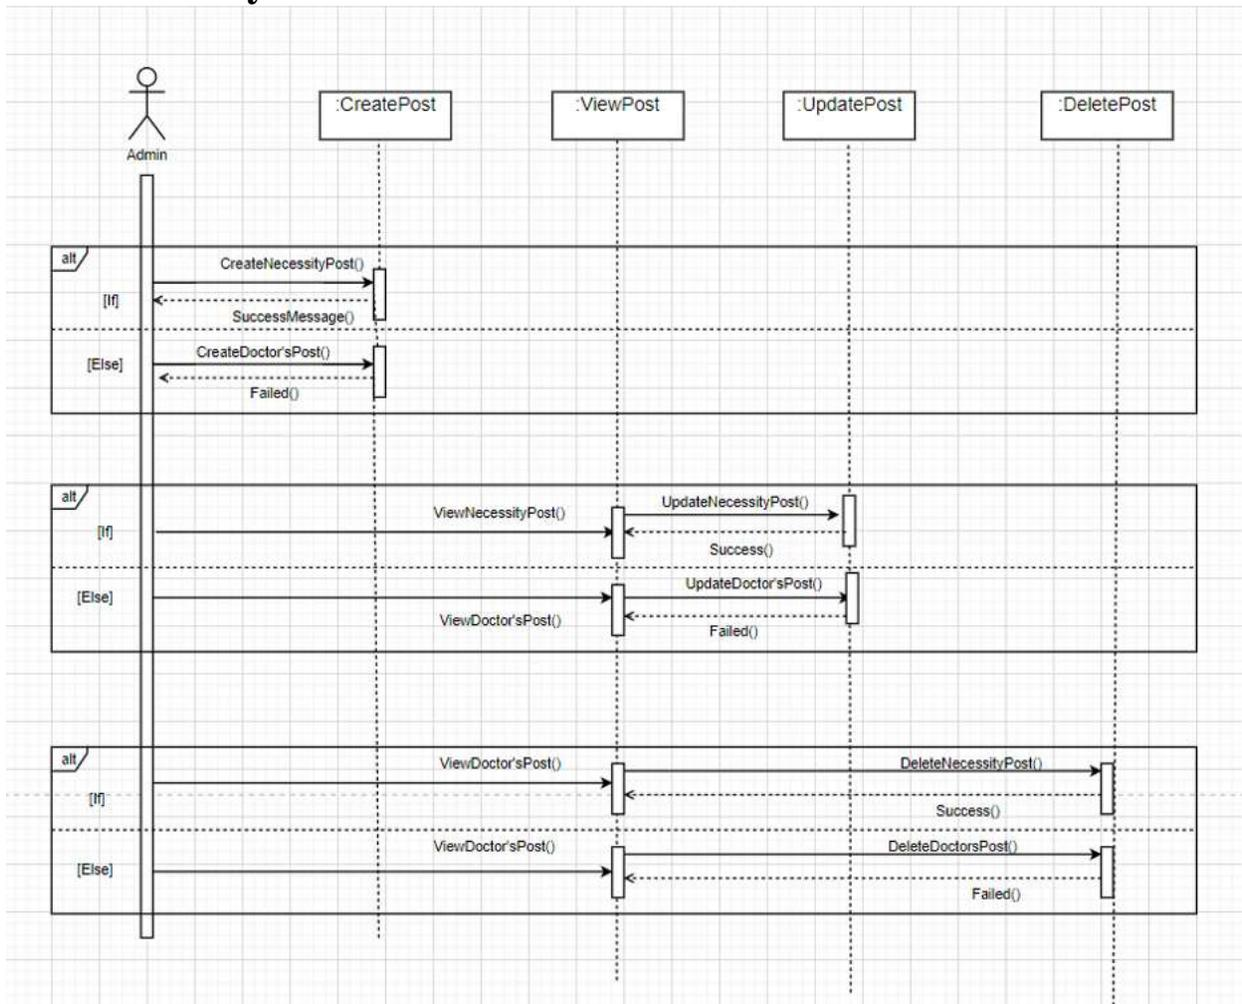 :CreatePost :ViewPost :UpdatePost :DeletePost
Admin
alt
CreateNecessityPost()
[If]
SuccessMessage()
CreateDoctor'sPost()
[Else]
Failed()
alt
UpdateNecessityPost()
ViewNecessityPost()
[If]
Success()
UpdateDoctor'sPost()
[Else]
ViewDoctor'sPost()
Failed()
alt
ViewDoctor'sPost() DeleteNecessityPost()
[If]
Success()
ViewDoctor'sPost() DeleteDoctorsPost()
[Else]
Failed()